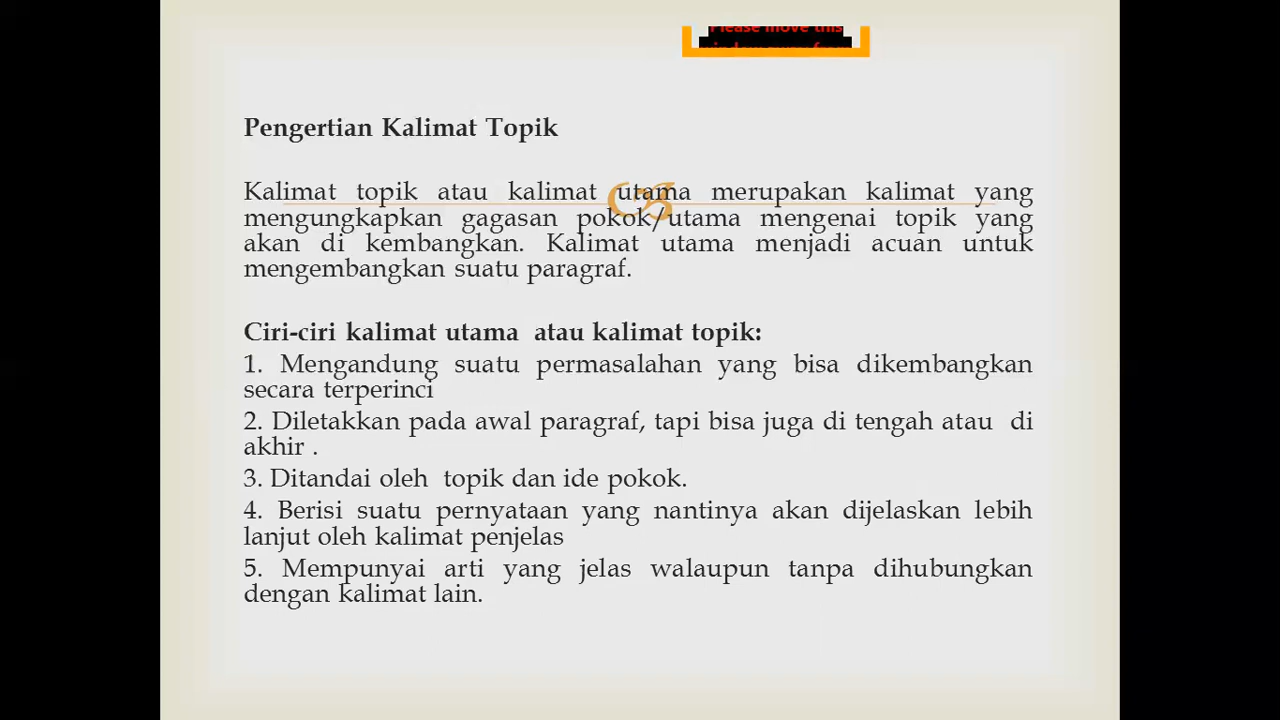 Please move this
Pengertian Kalimat Topik
Kalimat topik atau kalimat utama merupakan kalimat yang
mengungkapkan gagasan pokok/utama mengenai topik yang
akan di kembangkan. Kalimat utama menjadi acuan untuk
mengembangkan suatu paragraf.
Ciri-ciri kalimat utama  atau kalimat topik:
1. Mengandung suatu permasalahan yang bisa dikembangkan
secara terperinci
2. Diletakkan pada awal paragraf, tapi bisa juga di tengah atau  di
akhir .
3. Ditandai oleh  topik dan ide pokok.
4. Berisi suatu pernyataan yang nantinya akan dijelaskan lebih
lanjut oleh kalimat penjelas
5. Mempunyai arti yang jelas walaupun tanpa dihubungkan
dengan kalimat lain.